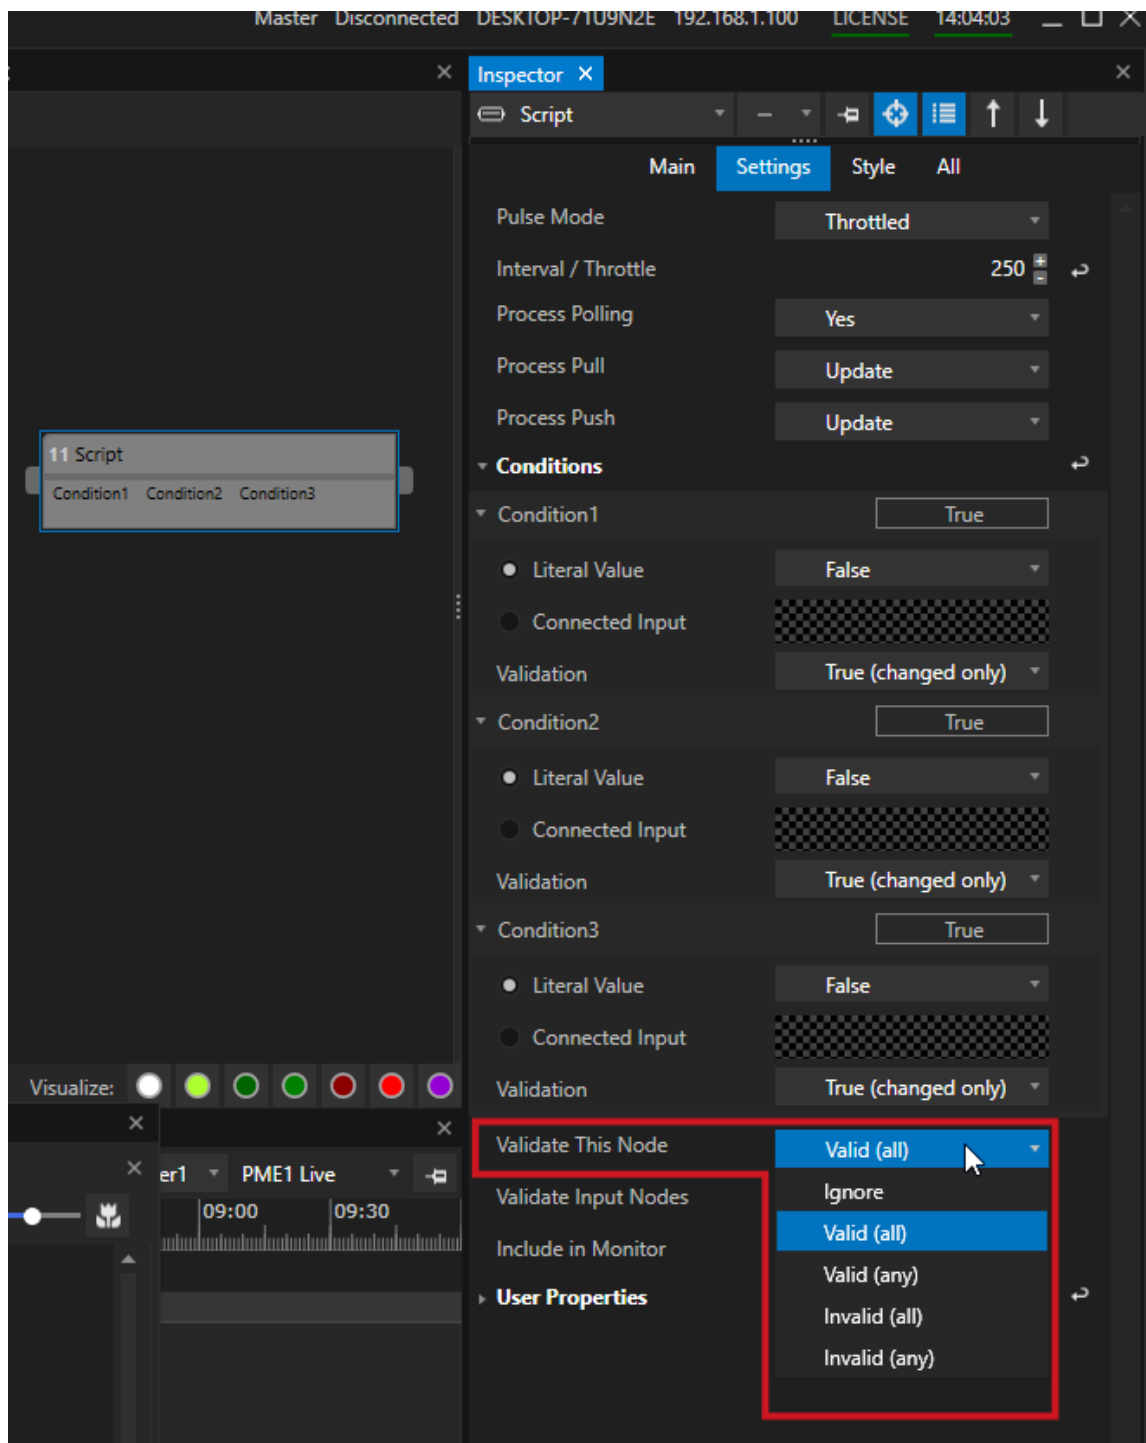 Master Disconnected DESKTOP-71U9N2E 192.168.1.100 LICENSE 14:04:03
Inspector
Script
Main Settings Style All
Pulse Mode Throttled
Interval / Throttle 250
Process Polling Yes
Process Pull Update
Process Push Update
Conditions
Condition1 True
Literal Value False
Connected Input
Validation True (changed only)
Condition2 True
Literal Value False
Connected Input
Validation True (changed only)
Condition3 True
Literal Value False
Connected Input
Validation True (changed only)
Validate This Node Valid (all)
Validate Input Nodes
Include in Monitor
User Properties
Ignore
Valid (all)
Valid (any)
Invalid (all)
Invalid (any)
11 Script
Condition1 Condition2 Condition3
Visualize:
er1 PME1 Live
09:00 09:30